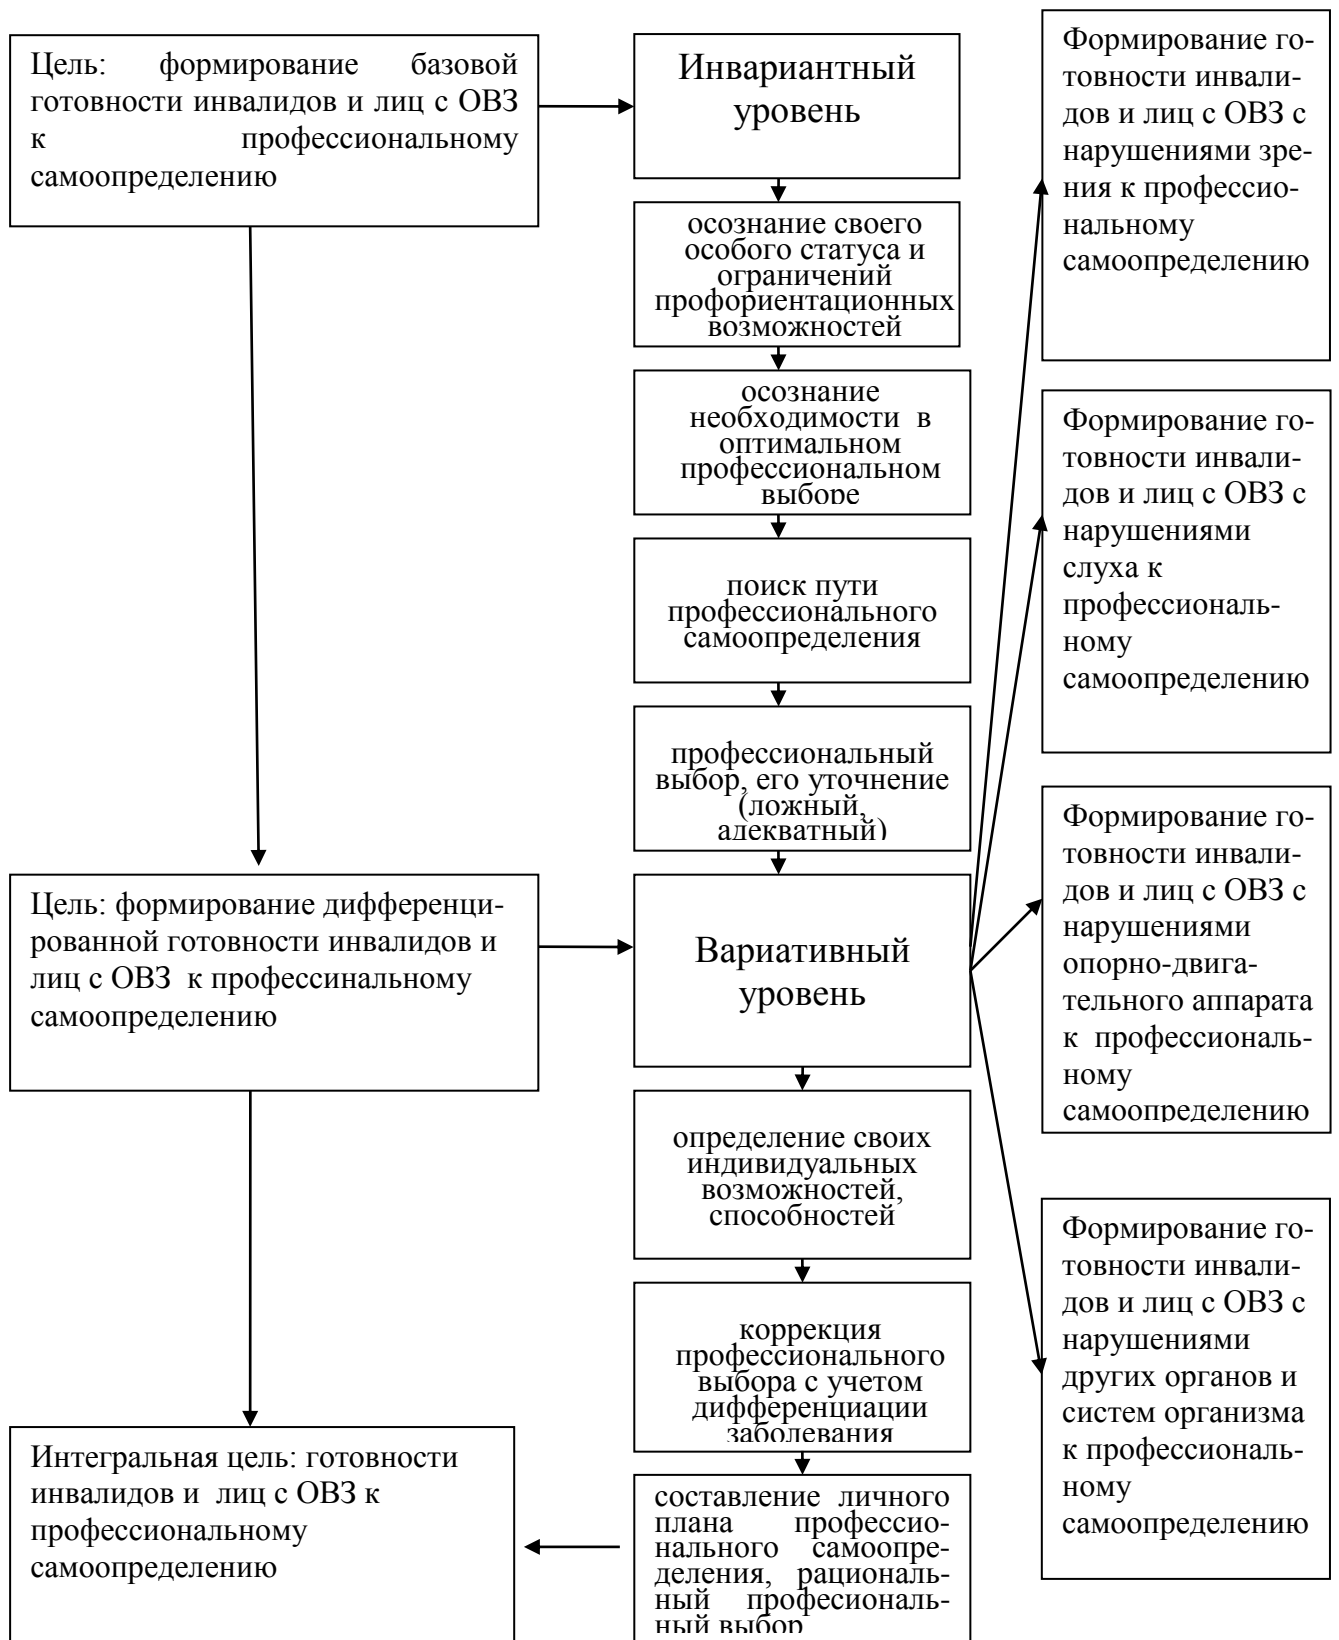 Цель: формирование базовой
готовности инвалидов и лиц с ОВЗ
к профессиональному
самоопределению
Инвариантный
уровень
осознание своего
особого статуса и
ограничений
профориентационных
возможностей
осознание
необходимости в
оптимальном
профессиональном
выборе
поиск пути
профессионального
самоопределения
профессиональный
выбор, его уточнение
(ложный,
адекватный)
Цель: формирование дифференци-
рованной готовности инвалидов и
лиц с ОВЗ к профессинальному
самоопределению
Вариативный
уровень
определение своих
индивидуальных
возможностей,
способностей
коррекция
профессионального
выбора с учетом
дифференциации
заболевания
составление личного
плана профессио-
нального самоопре-
деления, рациональ-
ный професиональ-
ный выбор
Интегральная цель: готовности
инвалидов и лиц с ОВЗ к
профессиональному
самоопределению
Формирование го-
товности инвали-
дов и лиц с ОВЗ с
нарушениями зре-
ния к профессио-
нальному
самоопределению
Формирование го-
товности инвали-
дов и лиц с ОВЗ с
нарушениями
слуха к
профессиональ-
ному
самоопределению
Формирование го-
товности инвали-
дов и лиц с ОВЗ с
нарушениями
опорно-двига-
тельного аппарата
к профессиональ-
ному
самоопределению
Формирование го-
товности инвали-
дов и лиц с ОВЗ с
нарушениями
других органов и
систем организма
к профессиональ-
ному
самоопределению